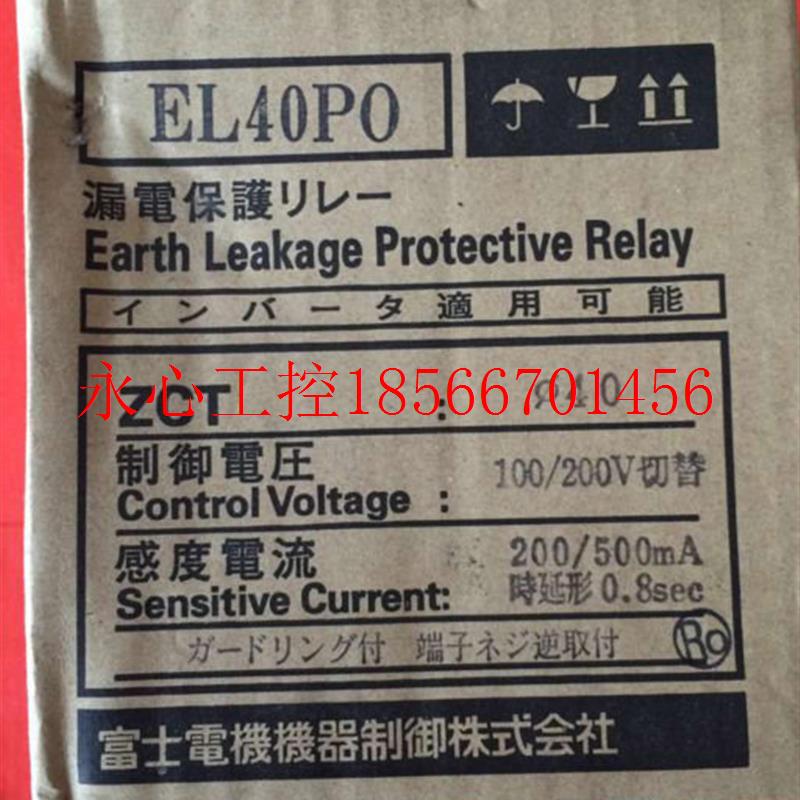 EL40PO
漏電保護リレー
Earth Leakage Protective Relay
インバータ適用可能
永心工控18566701456
ZCT : ø40
制御電圧
Control Voltage : 100/200V切替
感度電流 200/500mA
Sensitive Current: 時延形 0.8sec
ガードリング付 端子ネジ逆取付
Ro
富士電機機器制御株式会社